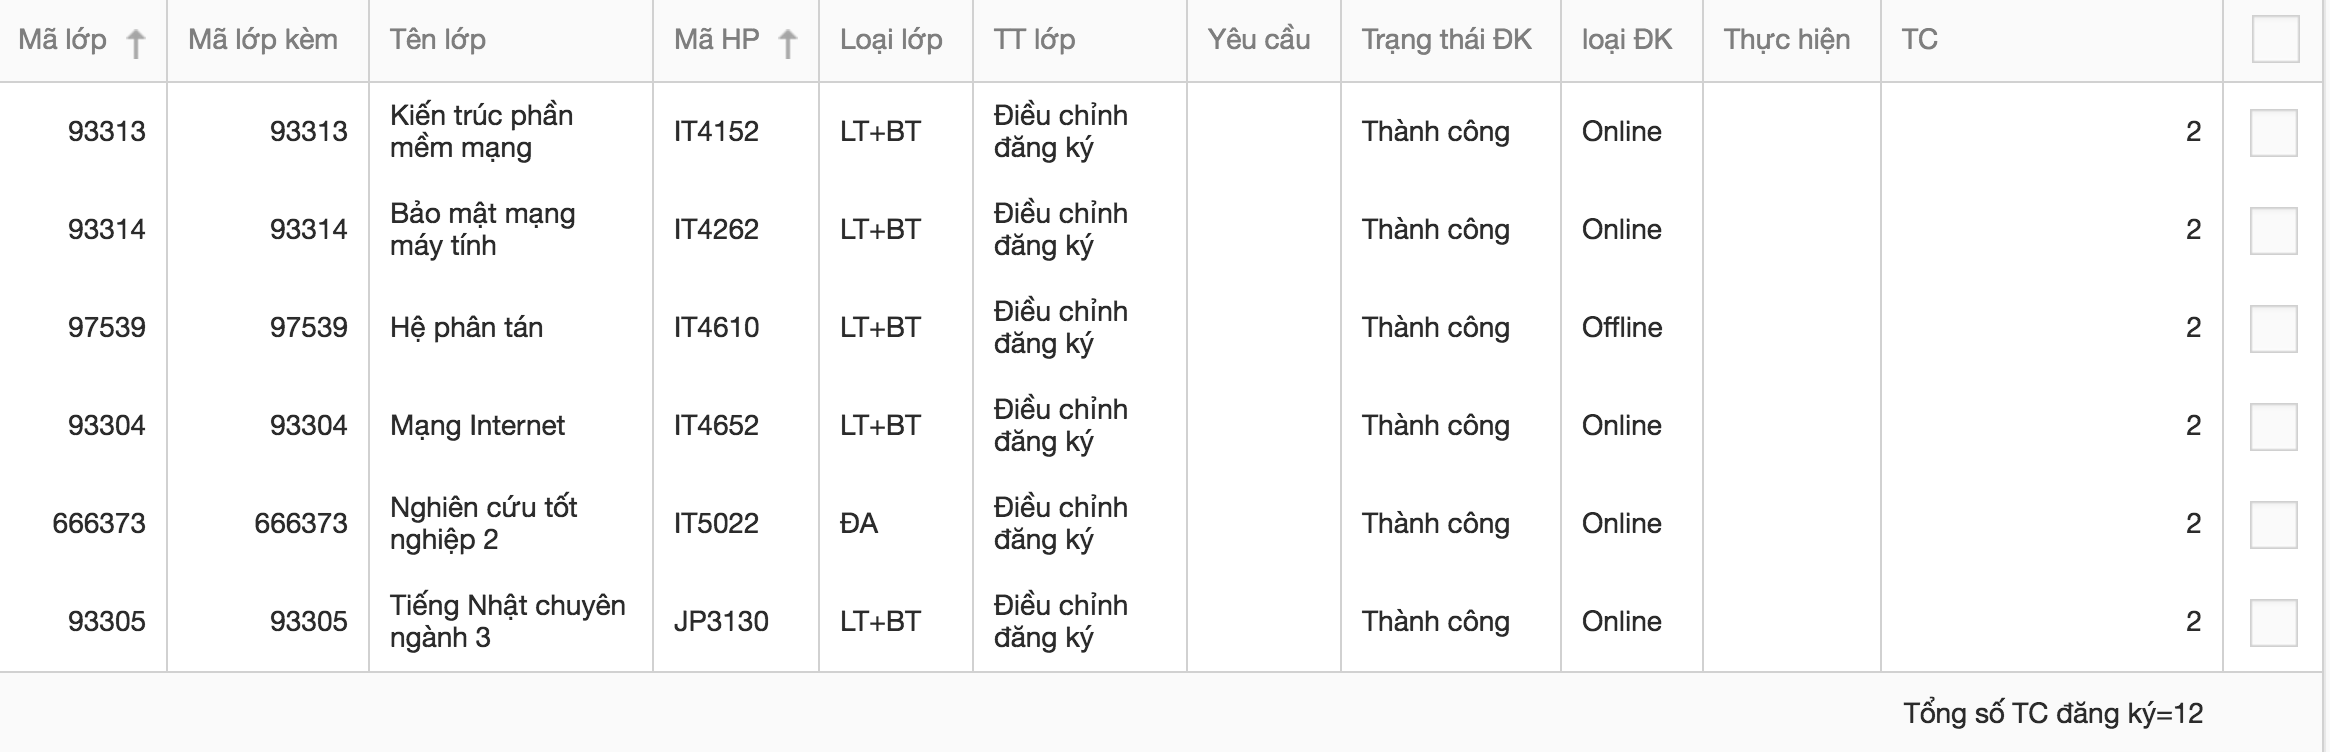 Mã lớp Mã lớp kèm Tên lớp Mã HP Loại lớp TT lớp Yêu cầu Trạng thái ĐK loại ĐK Thực hiện TC
93313 93313 Kiến trúc phần mềm mạng IT4152 LT+BT Điều chỉnh đăng ký Thành công Online 2
93314 93314 Bảo mật mạng máy tính IT4262 LT+BT Điều chỉnh đăng ký Thành công Online 2
97539 97539 Hệ phân tán IT4610 LT+BT Điều chỉnh đăng ký Thành công Offline 2
93304 93304 Mạng Internet IT4652 LT+BT Điều chỉnh đăng ký Thành công Online 2
666373 666373 Nghiên cứu tốt nghiệp 2 IT5022 ĐA Điều chỉnh đăng ký Thành công Online 2
93305 93305 Tiếng Nhật chuyên ngành 3 JP3130 LT+BT Điều chỉnh đăng ký Thành công Online 2
Tổng số TC đăng ký=12